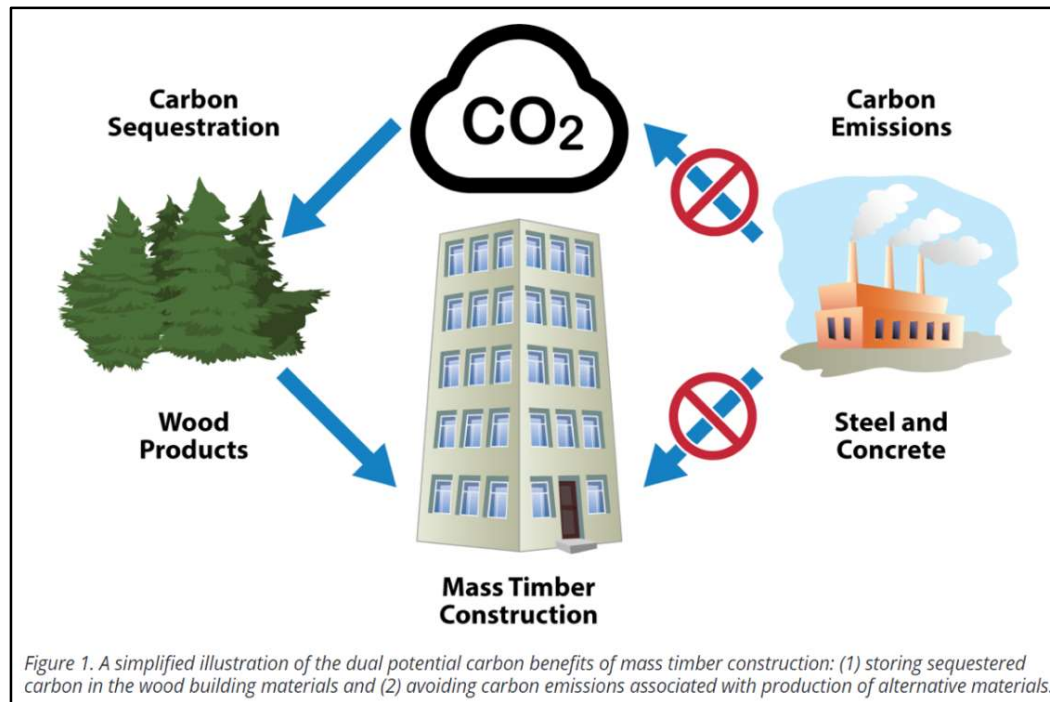 CO2
Carbon
Sequestration
Carbon
Emissions
Wood
Products
Steel and
Concrete
Mass Timber
Construction
Figure 1. A simplified illustration of the dual potential carbon benefits of mass timber construction: (1) storing sequestered
carbon in the wood building materials and (2) avoiding carbon emissions associated with production of alternative materials.